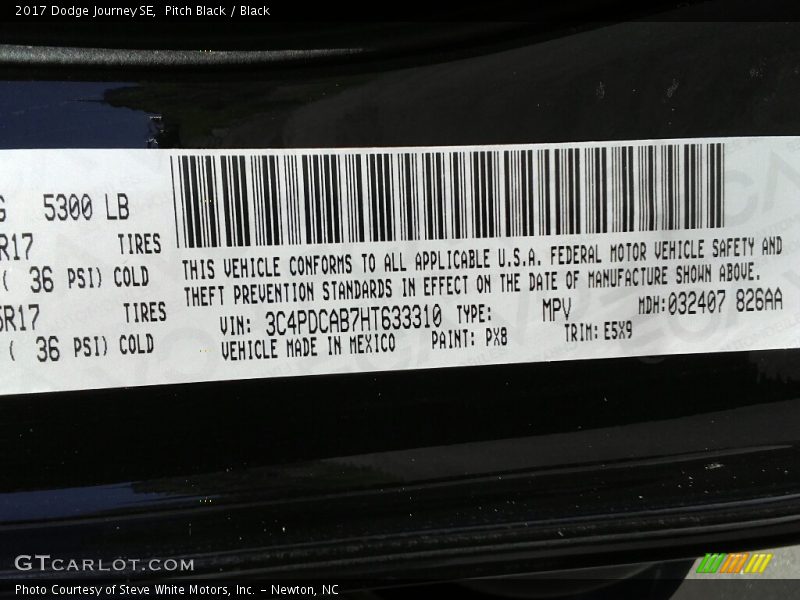 2017 Dodge Journey SE,  Pitch Black / Black
5300 LB
R17 TIRES
( 36 PSI) COLD
5R17 TIRES
( 36 PSI) COLD
THIS VEHICLE CONFORMS TO ALL APPLICABLE U.S.A. FEDERAL MOTOR VEHICLE SAFETY AND
THEFT PREVENTION STANDARDS IN EFFECT ON THE DATE OF MANUFACTURE SHOWN ABOVE.
VIN: 3C4PDCAB7HT633310 TYPE: MPV MDH:032407 826AA
VEHICLE MADE IN MEXICO PAINT: PX8 TRIM: E5X9
GTCARLOT.COM
Photo Courtesy of Steve White Motors, Inc. - Newton, NC